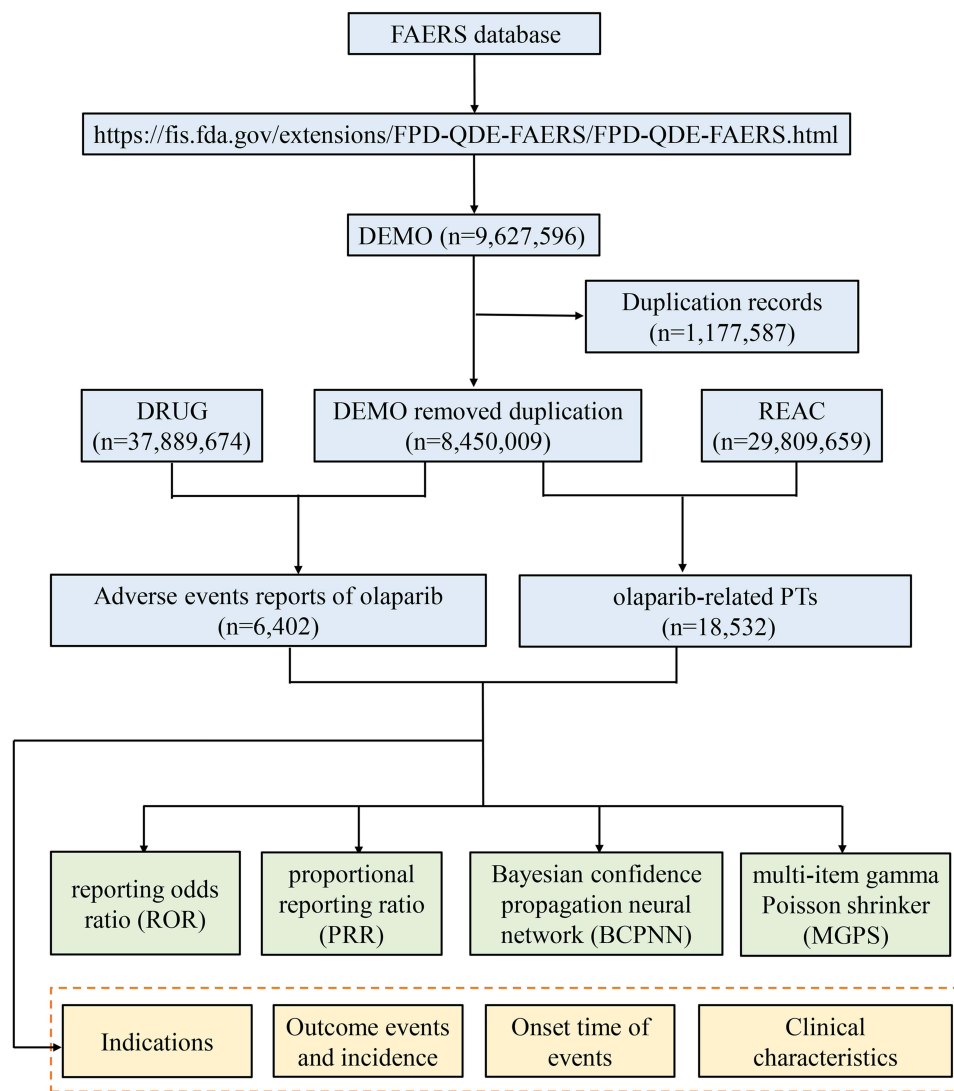 FAERS database
https://fis.fda.gov/extensions/FPD-QDE-FAERS/FPD-QDE-FAERS.html
DEMO (n=9,627,596)
Duplication records
(n=1,177,587)
DRUG
(n=37,889,674)
DEMO removed duplication
(n=8,450,009)
REAC
(n=29,809,659)
Adverse events reports of olaparib
(n=6,402)
olaparib-related PTs
(n=18,532)
reporting odds
ratio (ROR)
proportional
reporting ratio
(PRR)
Bayesian confidence
propagation neural
network (BCPNN)
multi-item gamma
Poisson shrinker
(MGPS)
Indications
Outcome events
and incidence
Onset time of
events
Clinical
characteristics